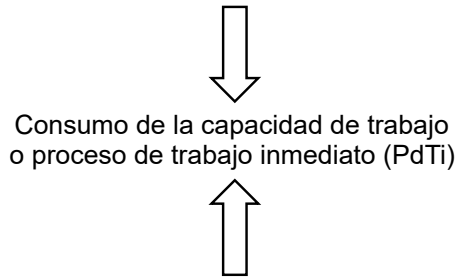 Consumo de la capacidad de trabajo
o proceso de trabajo inmediato (PdTi)